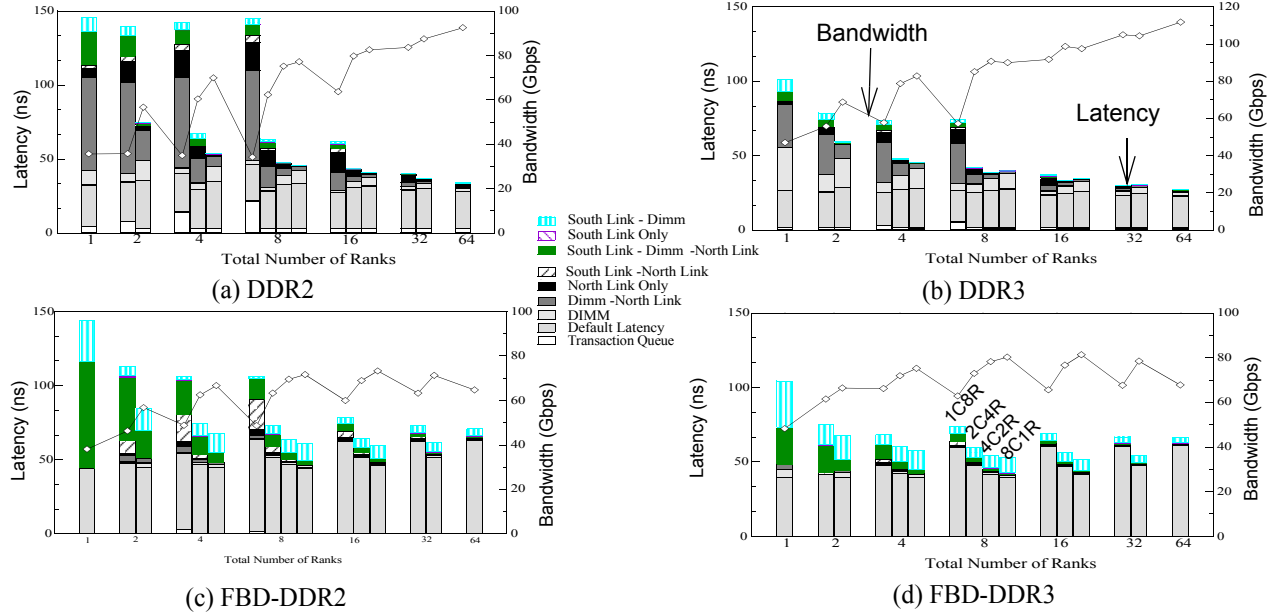 150
100
50
0
Latency (ns)
100
80
60
40
20
0
Bandwidth (Gbps)
1 2 4 8 16 32 64
Total Number of Ranks
(a) DDR2
150
100
50
0
Latency (ns)
120
100
80
60
40
20
0
Bandwidth (Gbps)
Bandwidth
Latency
1 2 4 8 16 32 64
Total Number of Ranks
(b) DDR3
South Link - Dimm
South Link Only
South Link - Dimm -North Link
South Link -North Link
North Link Only
Dimm -North Link
DIMM
Default Latency
Transaction Queue
150
100
50
0
Latency (ns)
100
80
60
40
20
0
Bandwidth (Gbps)
1 2 4 8 16 32 64
Total Number of Ranks
(c) FBD-DDR2
150
100
50
0
Latency (ns)
100
80
60
40
20
0
Bandwidth (Gbps)
1C8R
2C4R
4C2R
8C1R
1 2 4 8 16 32 64
Total Number of Ranks
(d) FBD-DDR3